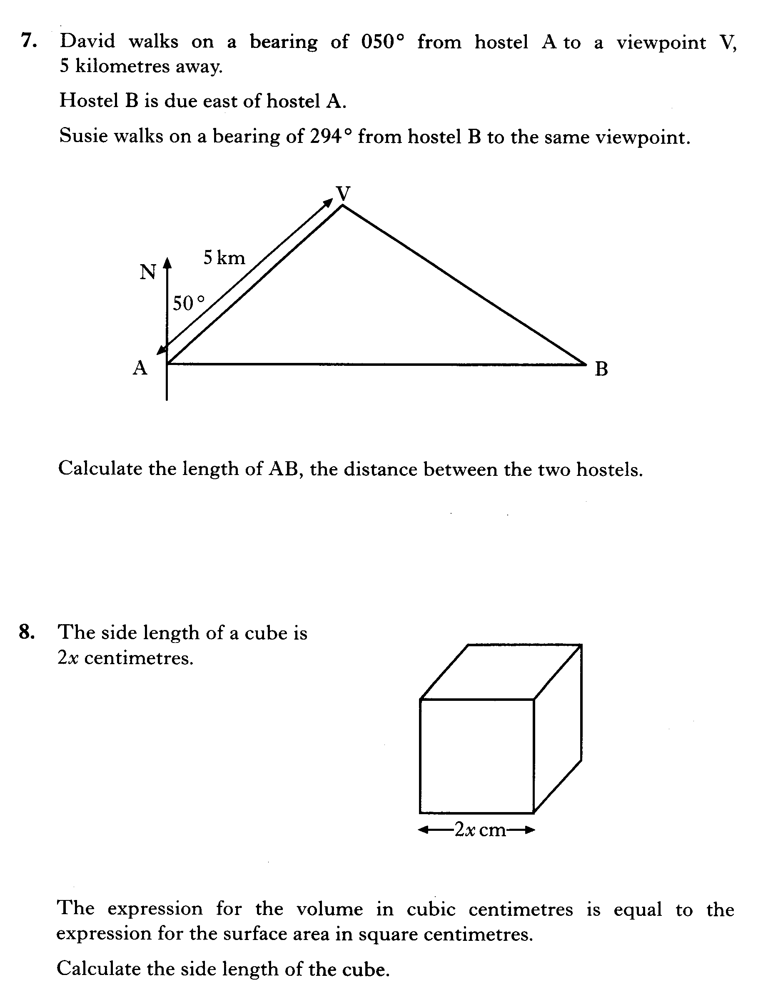 7. David walks on a bearing of 050° from hostel A to a viewpoint V,
5 kilometres away.
Hostel B is due east of hostel A.
Susie walks on a bearing of 294° from hostel B to the same viewpoint.
V
5 km
N
50°
A
B
Calculate the length of AB, the distance between the two hostels.
8. The side length of a cube is
2x centimetres.
2x cm
The expression for the volume in cubic centimetres is equal to the
expression for the surface area in square centimetres.
Calculate the side length of the cube.